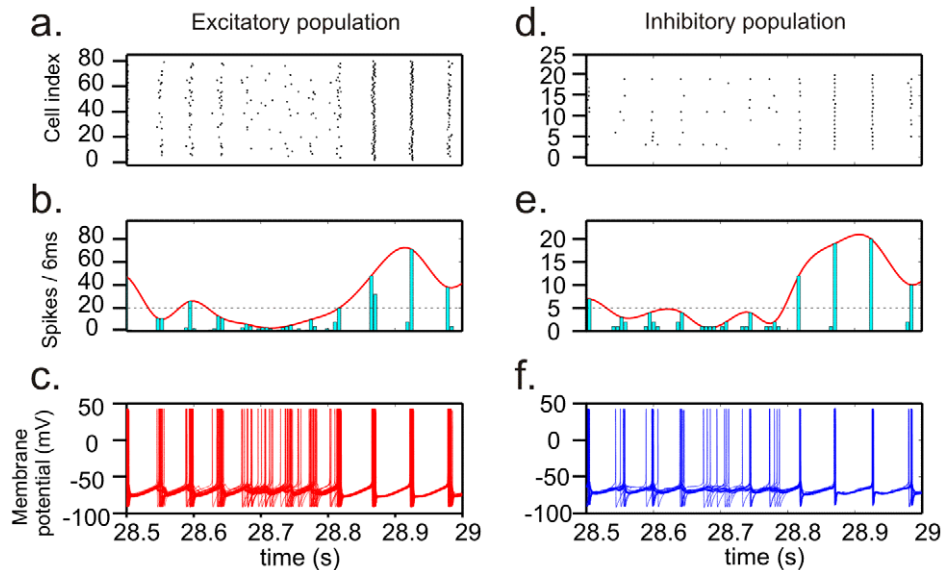 a. Excitatory population
Cell index
80
60
40
20
0
b.
Spikes / 6ms
80
60
40
20
0
c.
Membrane
potential (mV)
50
0
-50
-100
28.5 28.6 28.7 28.8 28.9 29
time (s)
d. Inhibitory population
25
20
15
10
5
0
e.
20
15
10
5
0
f.
50
0
-50
-100
28.5 28.6 28.7 28.8 28.9 29
time (s)